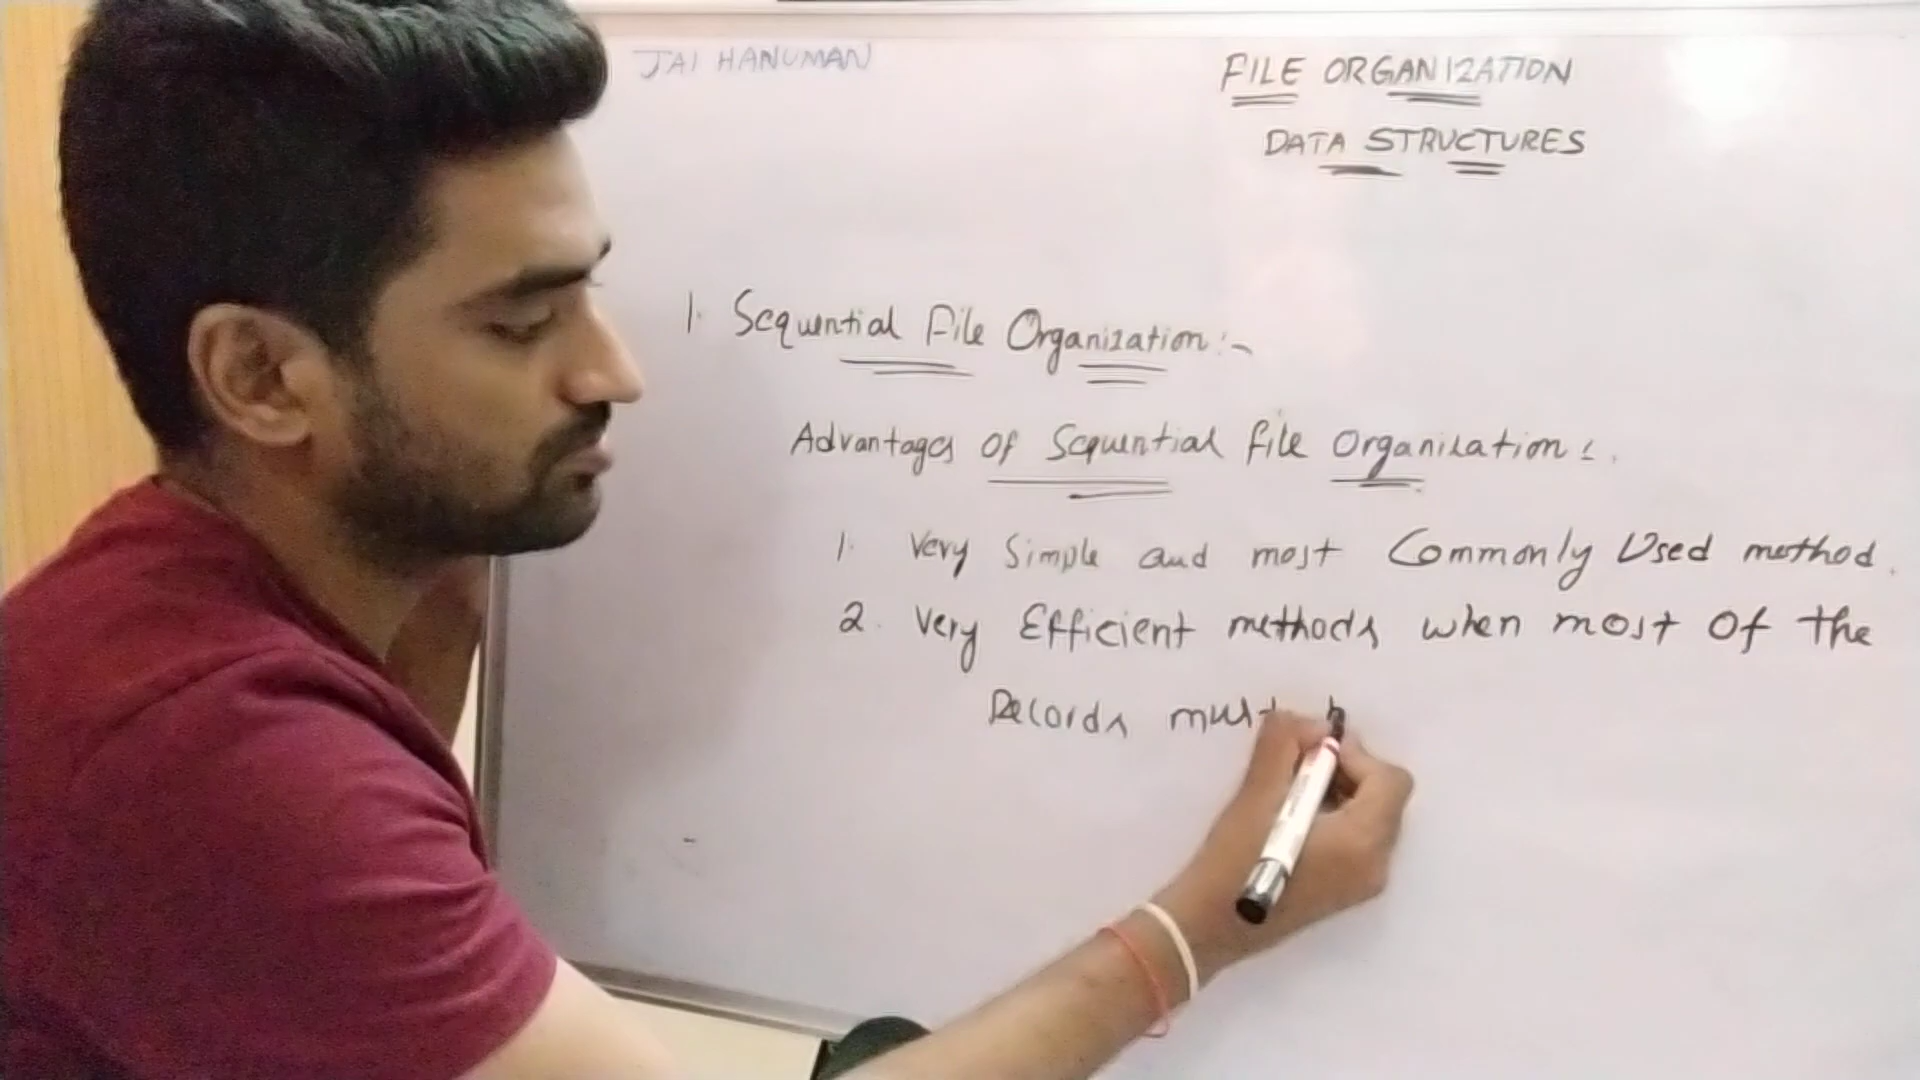 JAI HANUMAN
FILE ORGANIZATION
DATA STRUCTURES
1. Sequential File Organization:-
Advantages Of Sequential file Organization:.
1. Very Simple and most Commonly Used method.
2. Very Efficient methods when most of the
Records must b